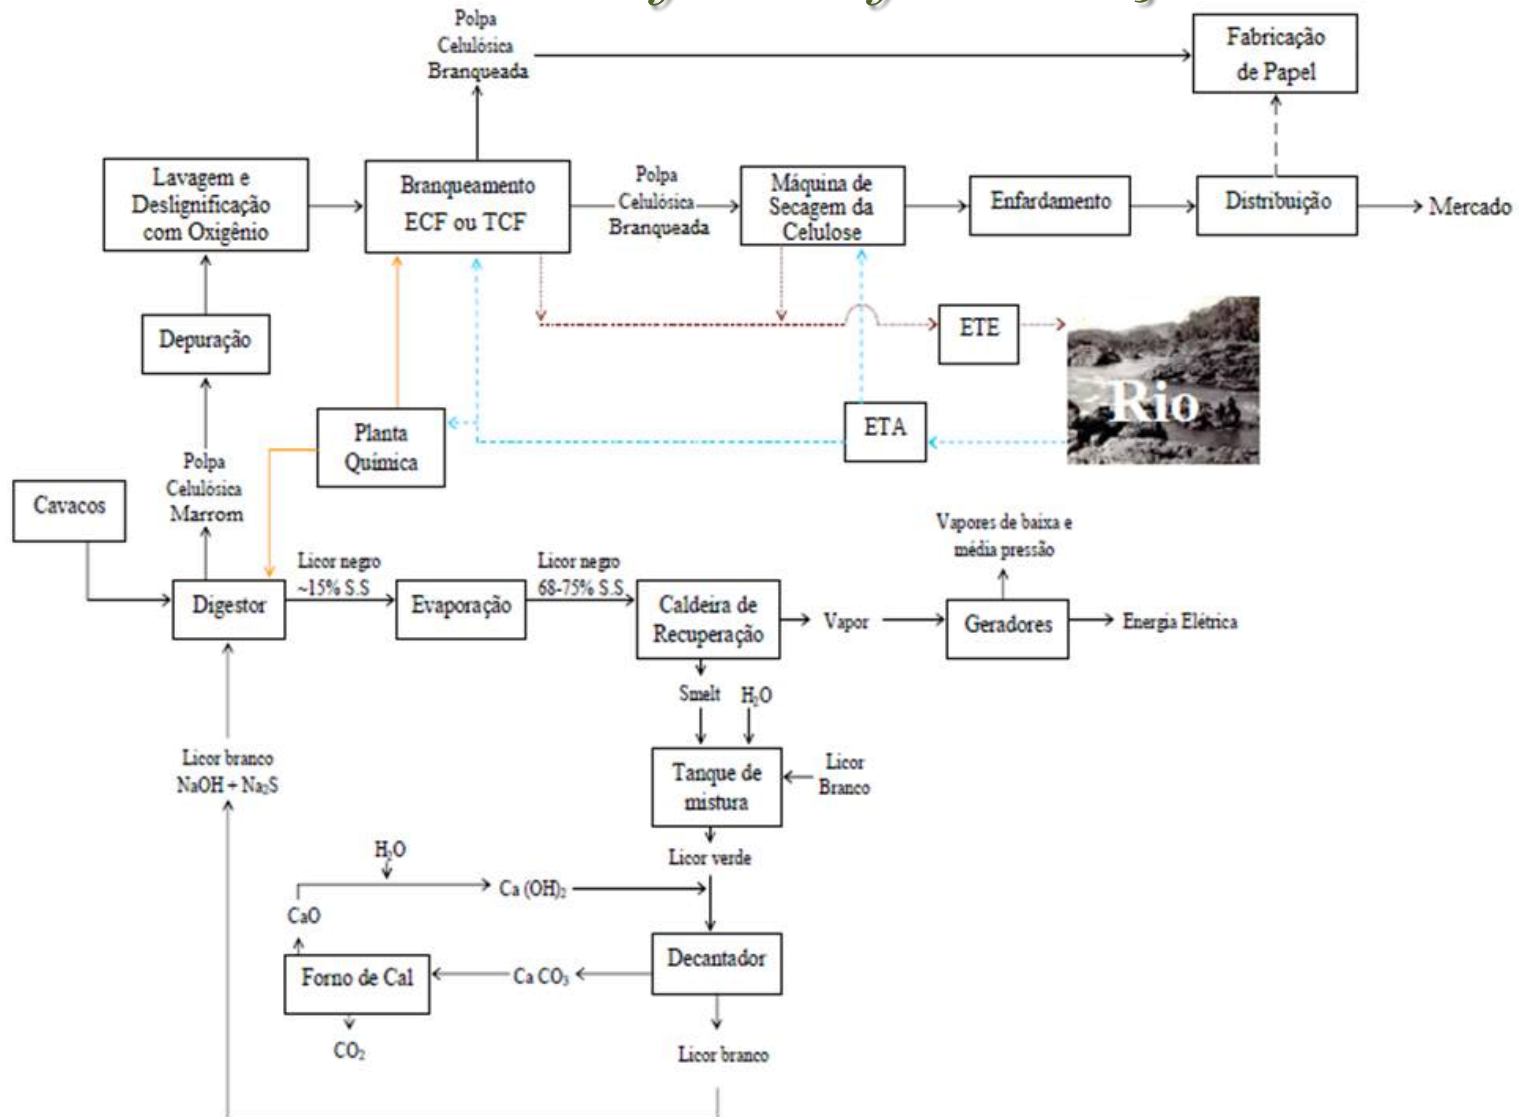 Polpa
Celulósica
Branqueada
Fabricação
de Papel
Lavagem e
Deslignificação
com Oxigênio
Branqueamento
ECF ou TCF
Polpa
Celulósica
Branqueada
Máquina de
Secagem da
Celulose
Enfardamento
Distribuição
Mercado
Depuração
ETE
Rio
Planta
Química
ETA
Polpa
Celulósica
Marrom
Cavacos
Digestor
Licor negro
~15% S.S
Evaporação
Licor negro
68-75% S.S
Caldeira de
Recuperação
Vapor
Vapores de baixa e
média pressão
Geradores
Energia Elétrica
Smelt
H₂O
Licor branco
NaOH + Na₂S
Tanque de
mistura
Licor
Branco
Licor verde
H₂O
Ca (OH)₂
CaO
Forno de Cal
Ca CO₃
Decantador
CO₂
Licor branco